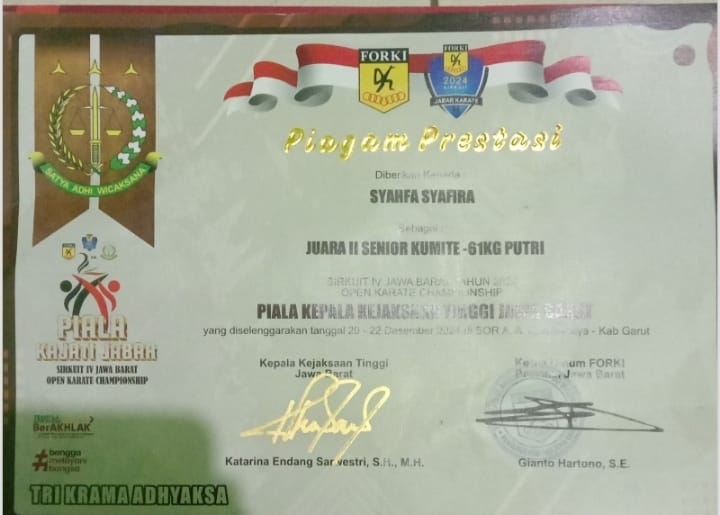 FORKI
FORKI
2024
SIRKUIT
JABAR KARATE
SATYA ADHI WICAKSANA
Piagam Prestasi
Diberikan Kepada :
SYAHFA SYAFIRA
Sebagai :
JUARA II SENIOR KUMITE -61KG PUTRI
SIRKUIT IV JAWA BARAT TAHUN
OPEN KARATE CHAMPIONSHIP
PIALA KEPALA KEJAKSAAN TINGGI JAWA BARAT
yang diselenggarakan tanggal 20 - 22 Desember 2024 di SOR A. A. - Kab Garut
PIALA
KAJATI JABAR
SIRKUIT IV JAWA BARAT
OPEN KARATE CHAMPIONSHIP
Kepala Kejaksaan Tinggi
Jawa Barat
Ketua Umum FORKI
Jawa Barat
BerAKHLAK
#bangga
melayani
bangsa
Katarina Endang Sarwestri, S.H., M.H.
Gianto Hartono, S.E.
TRI KRAMA ADHYAKSA